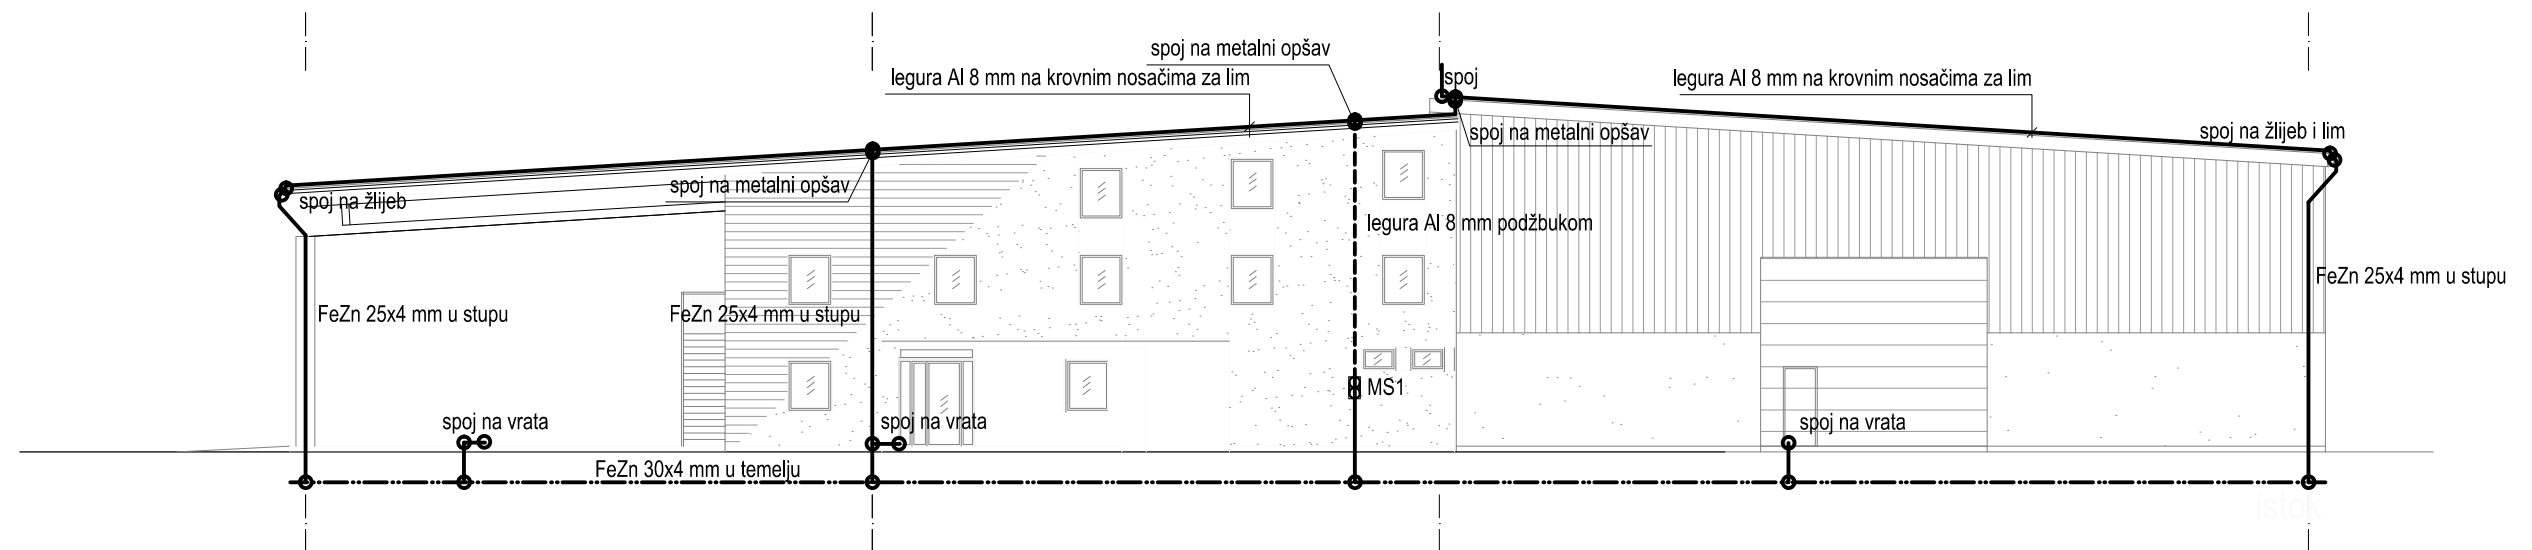 spoj na metalni opšav
legura Al 8 mm na krovnim nosačima za lim
spoj
legura Al 8 mm na krovnim nosačima za lim
spoj na metalni opšav
spoj na žlijeb i lim
spoj na žlijeb
spoj na metalni opšav
legura Al 8 mm podžbukom
FeZn 25x4 mm u stupu
FeZn 25x4 mm u stupu
FeZn 25x4 mm u stupu
MS1
spoj na vrata
spoj na vrata
spoj na vrata
FeZn 30x4 mm u temelju
istok